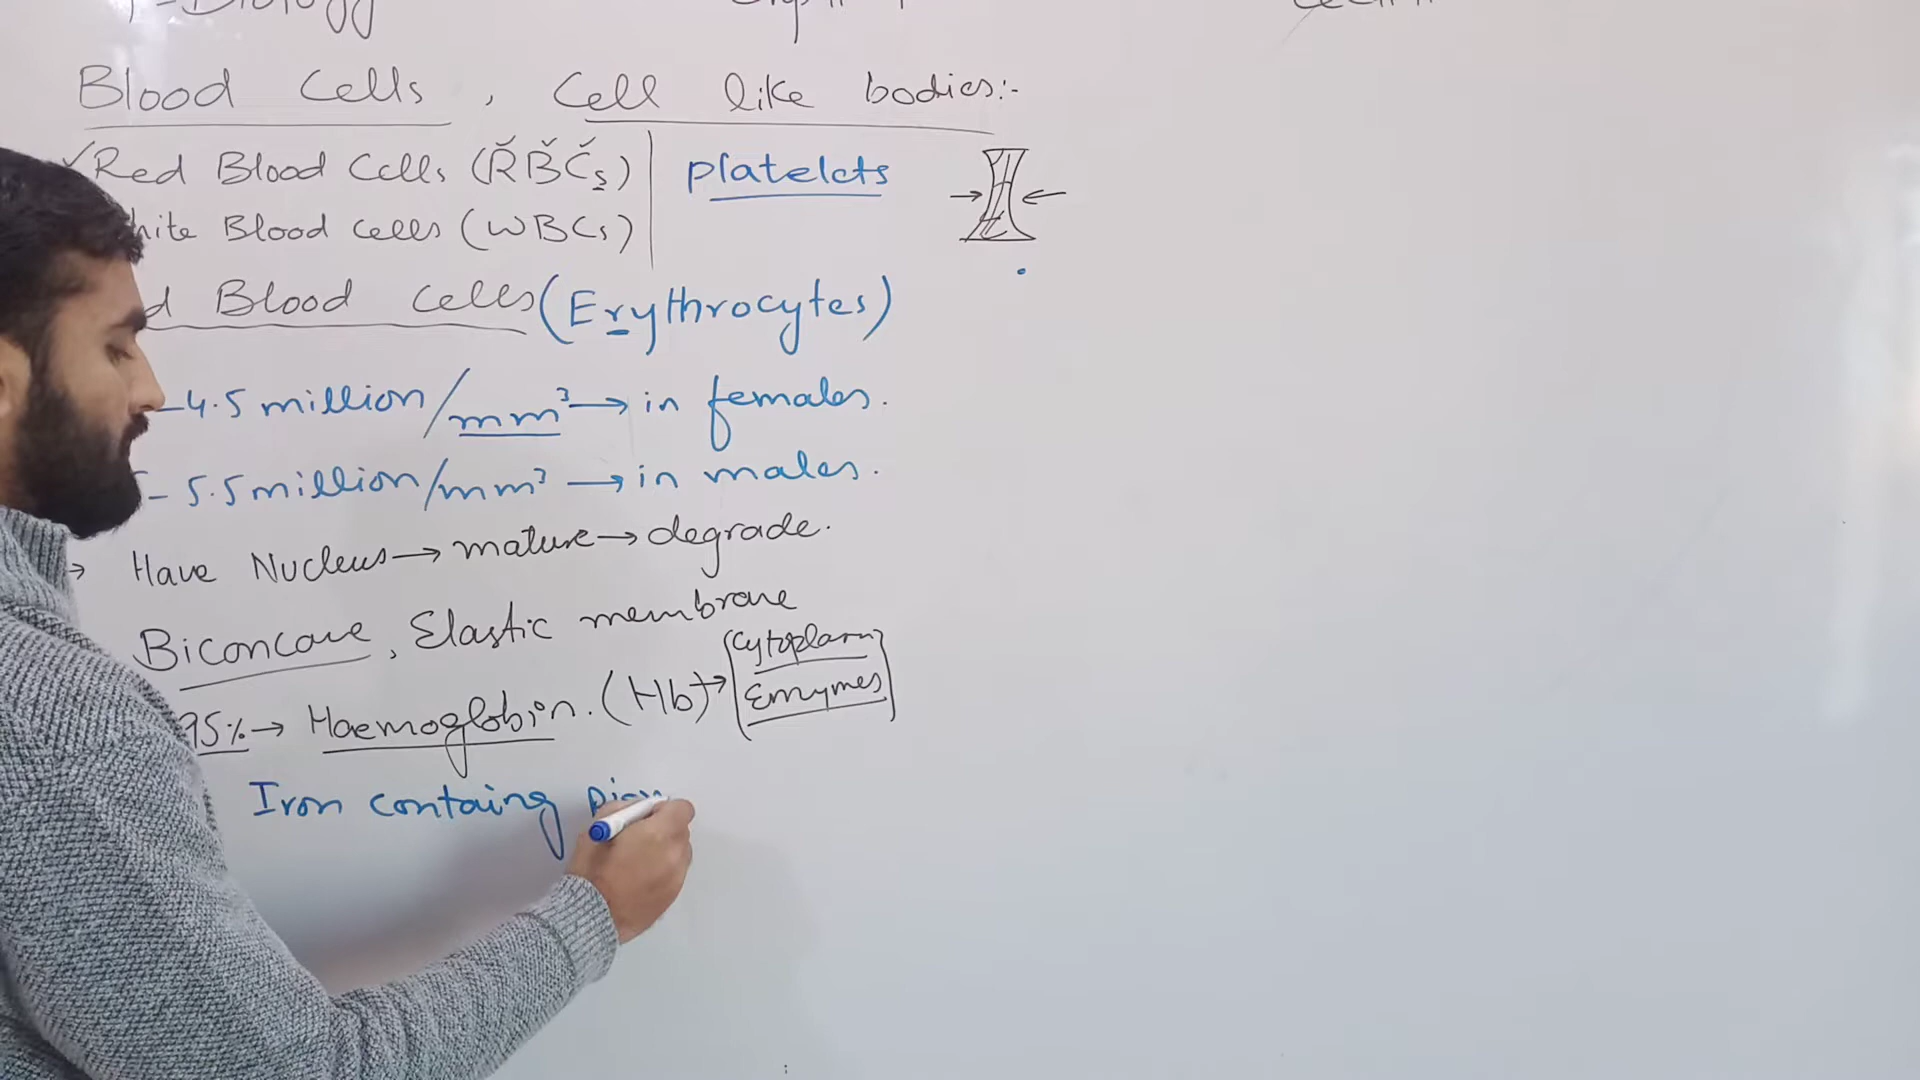 Biology
Blood Cells , Cell like bodies:-
✓Red Blood Cells (RBCs) | platelets
hite Blood cells (WBCs)
d Blood cells (Erythrocytes)
-4.5 million/mm³ → in females.
- 5.5 million/mm³ → in males.
→ Have Nucleus → mature → degrade.
Biconcave, Elastic membrane
95% → Haemoglobin. (Hb) → (Cytoplasm
Enzymes)
Iron containg